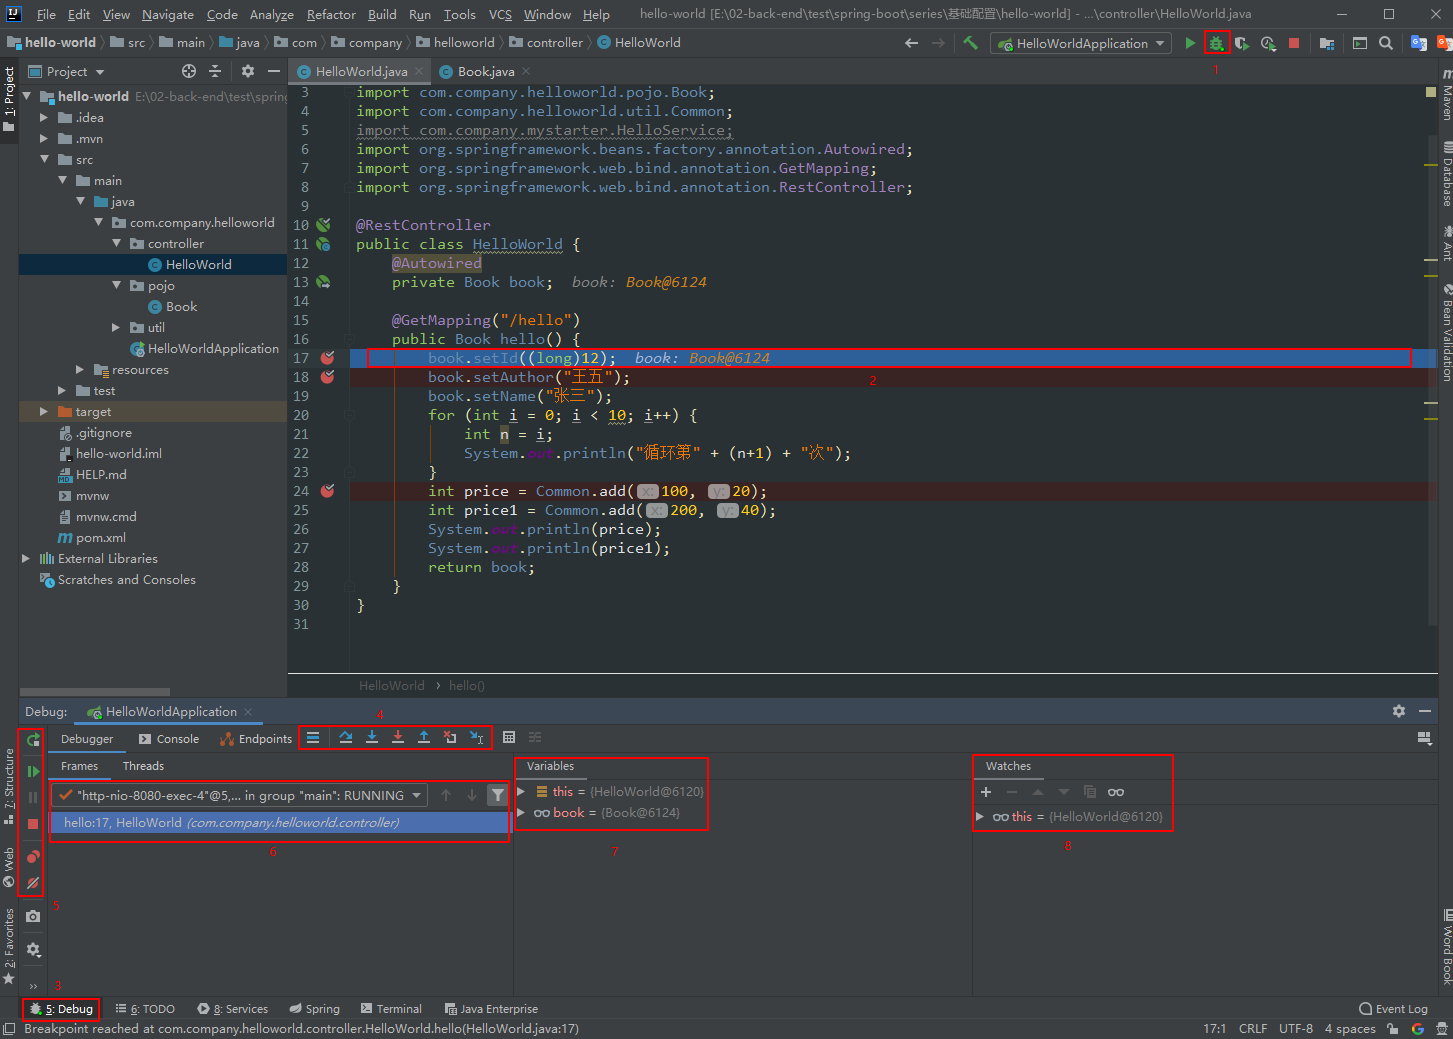 File Edit View Navigate Code Analyze Refactor Build Run Tools VCS Window Help hello-world [E:\02-back-end\test\spring-boot\series\基础配置\hello-world] - ...\controller\HelloWorld.java
hello-world src main java com company helloworld controller HelloWorld HelloWorldApplication
1
Project HelloWorld.java Book.java
1: Project
hello-world E:\02-back-end\test\spring
.idea
.mvn
src
main
java
com.company.helloworld
controller
HelloWorld
pojo
Book
util
HelloWorldApplication
resources
test
target
.gitignore
hello-world.iml
HELP.md
mvnw
mvnw.cmd
pom.xml
External Libraries
Scratches and Consoles
3 import com.company.helloworld.pojo.Book;
4 import com.company.helloworld.util.Common;
5 import com.company.mystarter.HelloService;
6 import org.springframework.beans.factory.annotation.Autowired;
7 import org.springframework.web.bind.annotation.GetMapping;
8 import org.springframework.web.bind.annotation.RestController;
9
10 @RestController
11 public class HelloWorld {
12 @Autowired
13 private Book book; book: Book@6124
14
15 @GetMapping("/hello")
16 public Book hello() {
17 book.setId((long)12); book: Book@6124
2
18 book.setAuthor("王五");
19 book.setName("张三");
20 for (int i = 0; i < 10; i++) {
21 int n = i;
22 System.out.println("循环第" + (n+1) + "次");
23 }
24 int price = Common.add( x: 100, y: 20);
25 int price1 = Common.add( x: 200, y: 40);
26 System.out.println(price);
27 System.out.println(price1);
28 return book;
29 }
30 }
31
HelloWorld › hello()
Maven
Database
Ant
Bean Validation
Word Book
Debug: HelloWorldApplication
4
Debugger Console Endpoints
Frames Threads
"http-nio-8080-exec-4"@5,... in group "main": RUNNING
hello:17, HelloWorld (com.company.helloworld.controller)
6
Variables
this = {HelloWorld@6120}
book = {Book@6124}
7
Watches
this = {HelloWorld@6120}
8
7: Structure
Web
2: Favorites
5
3
5: Debug 6: TODO 8: Services Spring Terminal Java Enterprise Event Log
Breakpoint reached at com.company.helloworld.controller.HelloWorld.hello(HelloWorld.java:17) 17:1 CRLF UTF-8 4 spaces